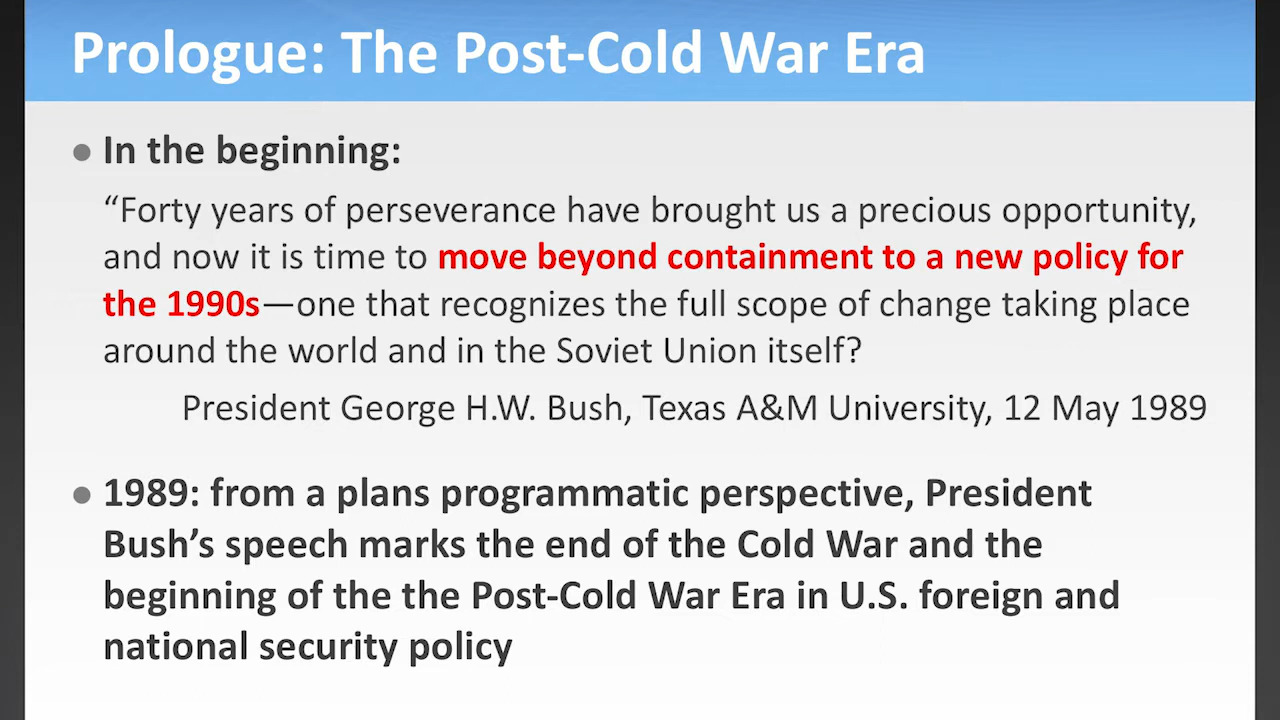 Prologue: The Post-Cold War Era
● In the beginning:
“Forty years of perseverance have brought us a precious opportunity,
and now it is time to move beyond containment to a new policy for
the 1990s—one that recognizes the full scope of change taking place
around the world and in the Soviet Union itself?
President George H.W. Bush, Texas A&M University, 12 May 1989
● 1989: from a plans programmatic perspective, President
Bush’s speech marks the end of the Cold War and the
beginning of the the Post-Cold War Era in U.S. foreign and
national security policy